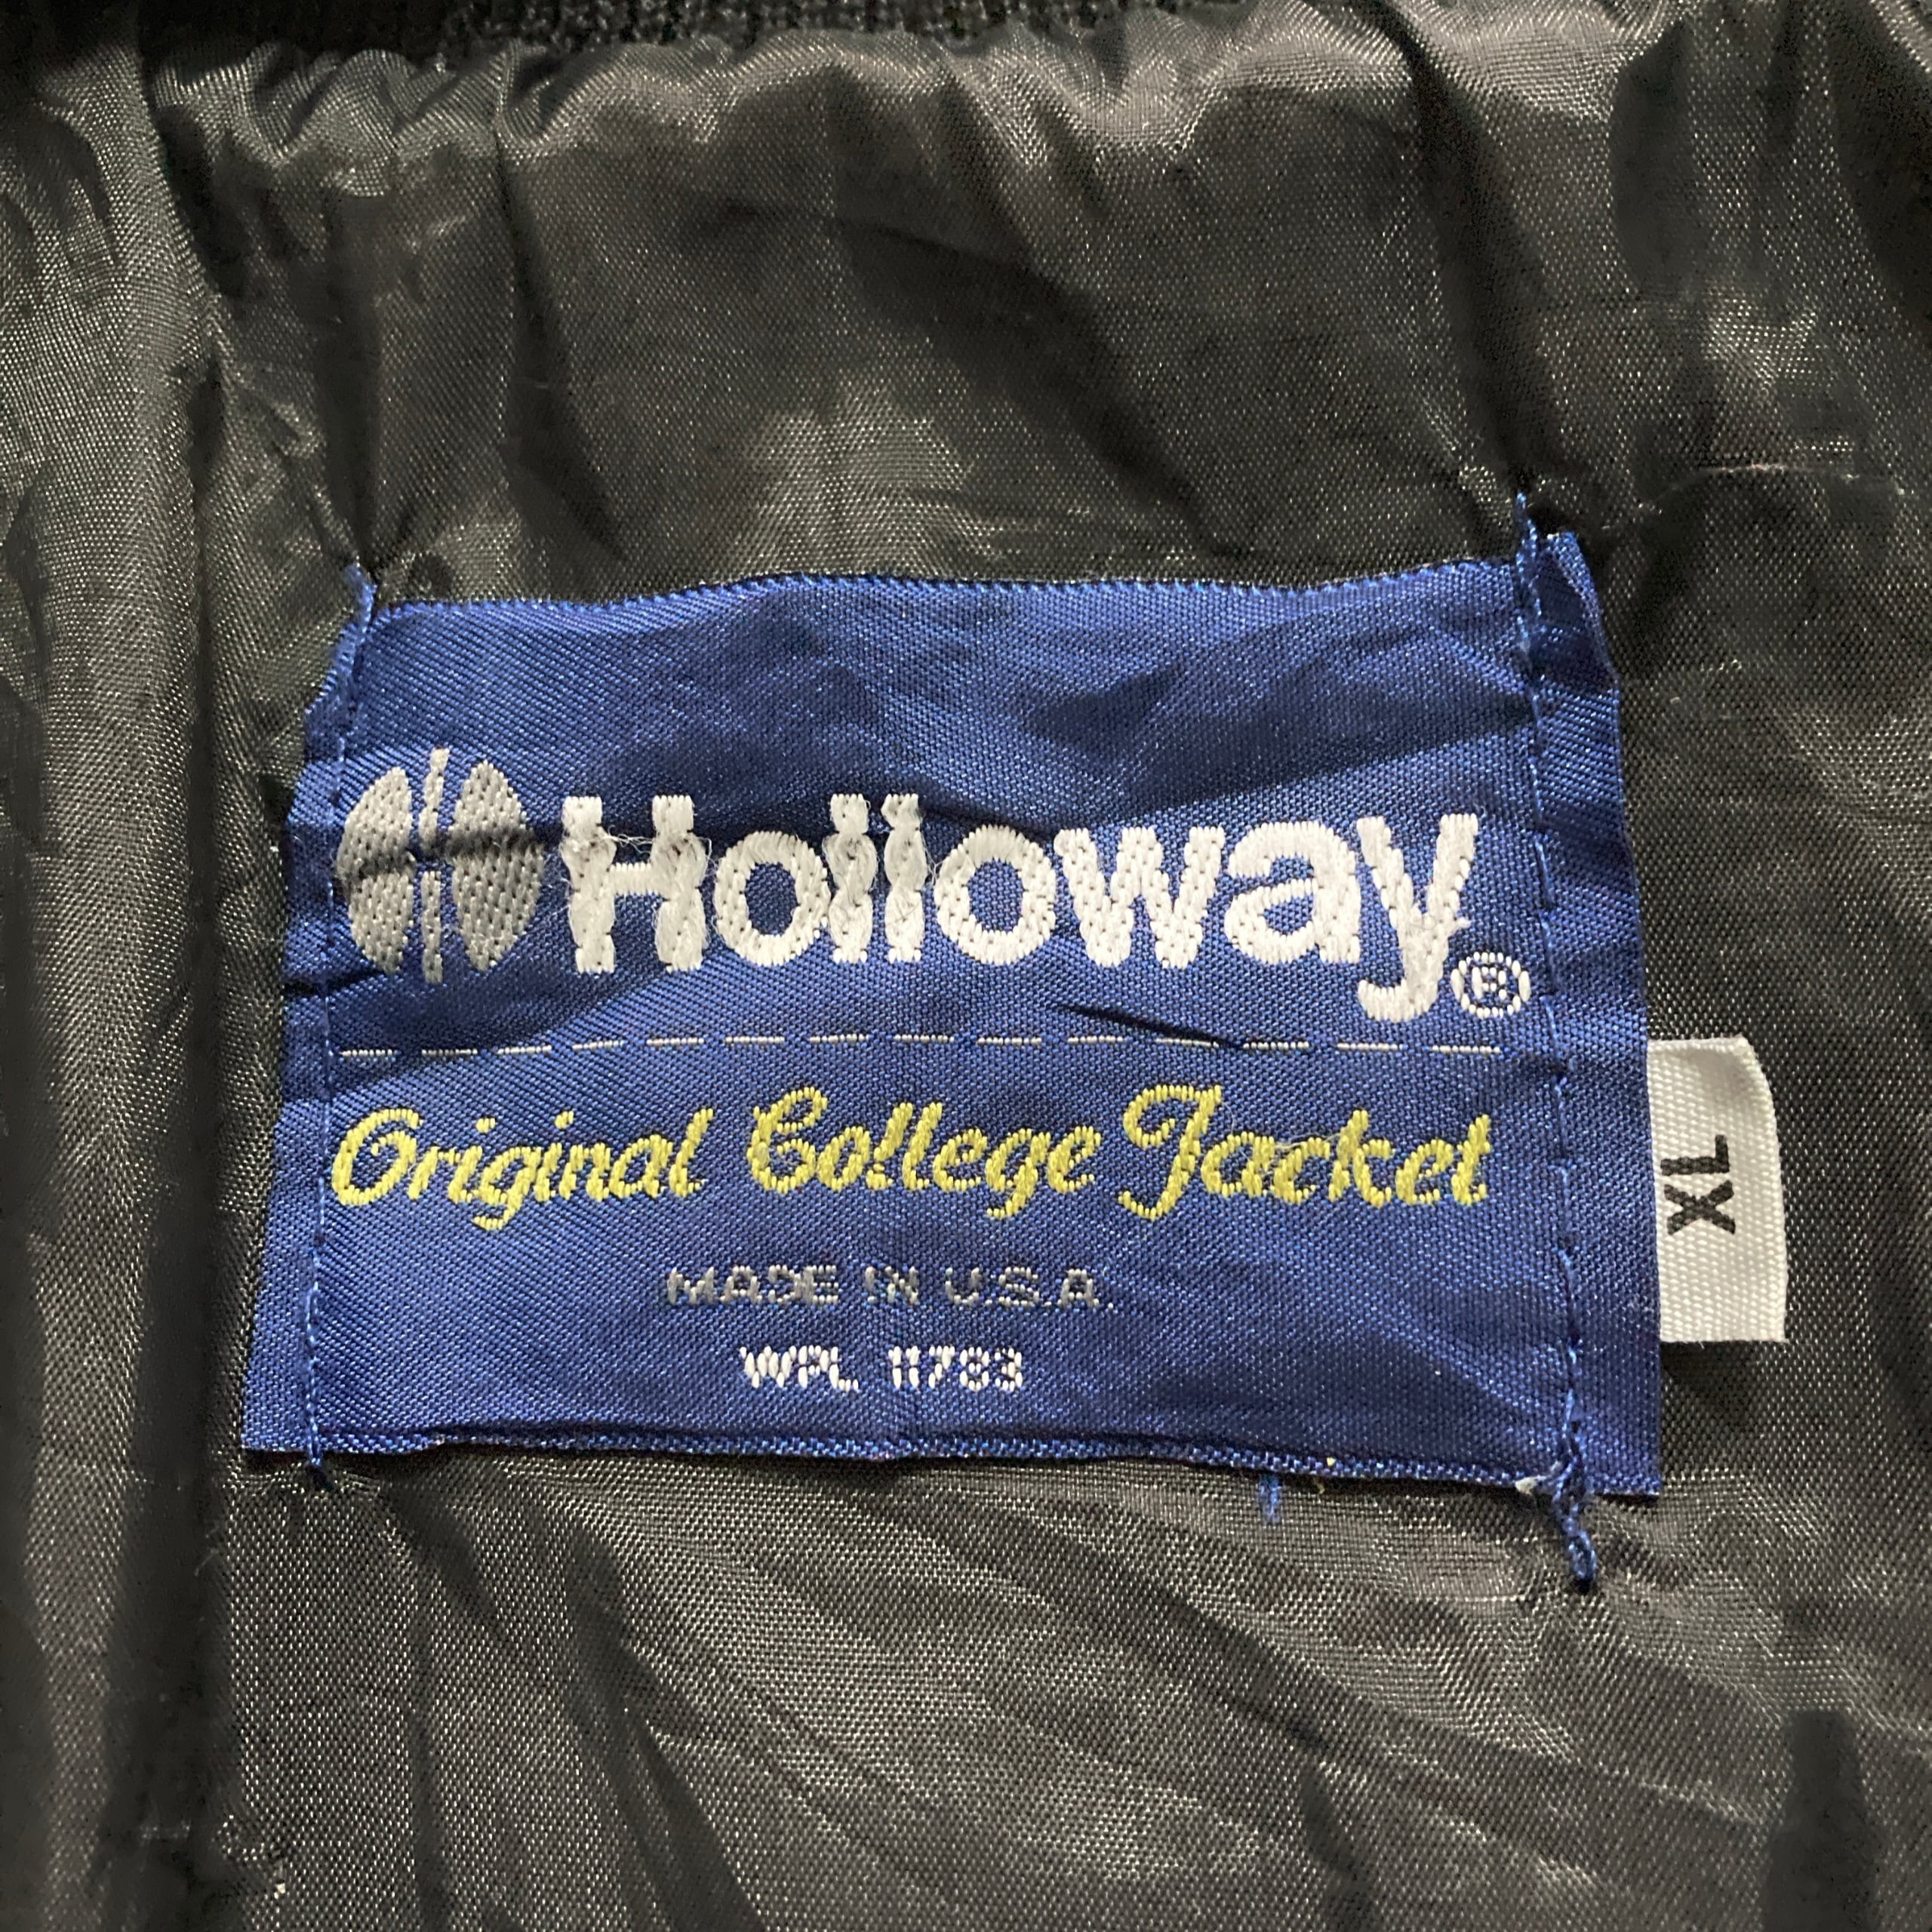 Holloway®
Original College Jacket
MADE IN U.S.A.
WPL 11783
XL